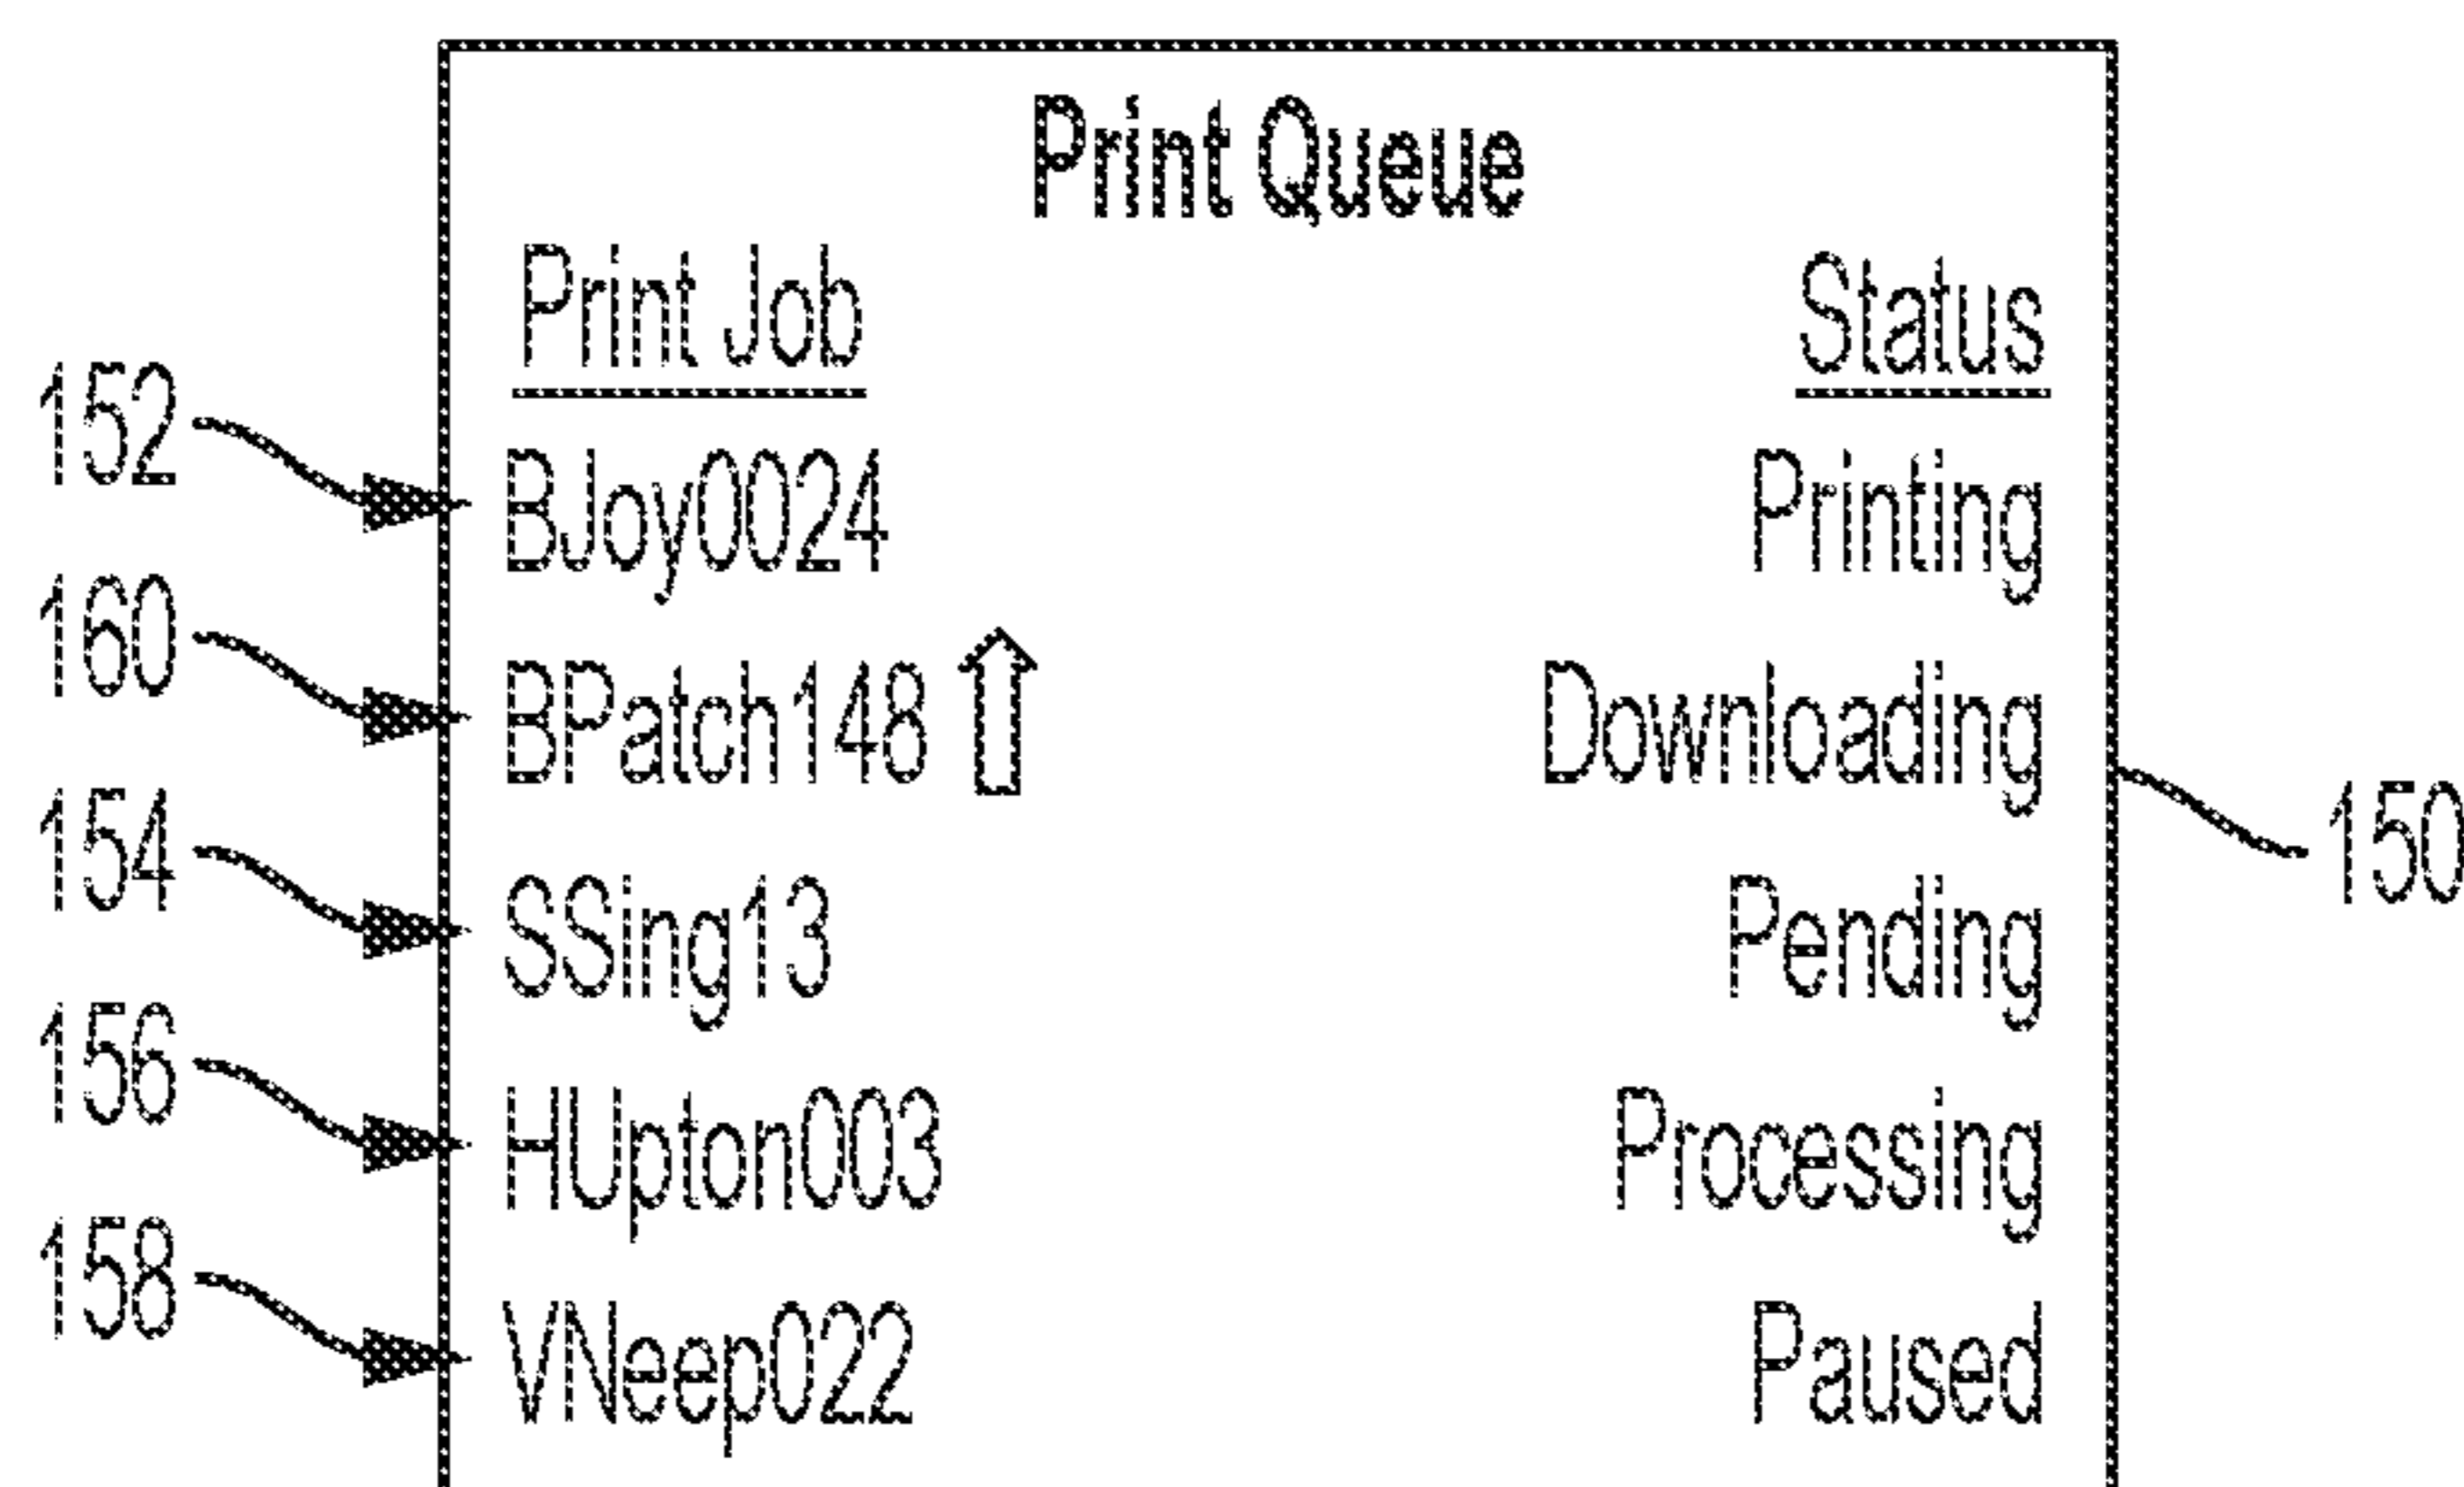 Print Queue
Print Job Status
152 BJoy0024 Printing
160 BPatch148 Downloading
154 SSing13 Pending
150
156 HUpton003 Processing
158 VNeep022 Paused